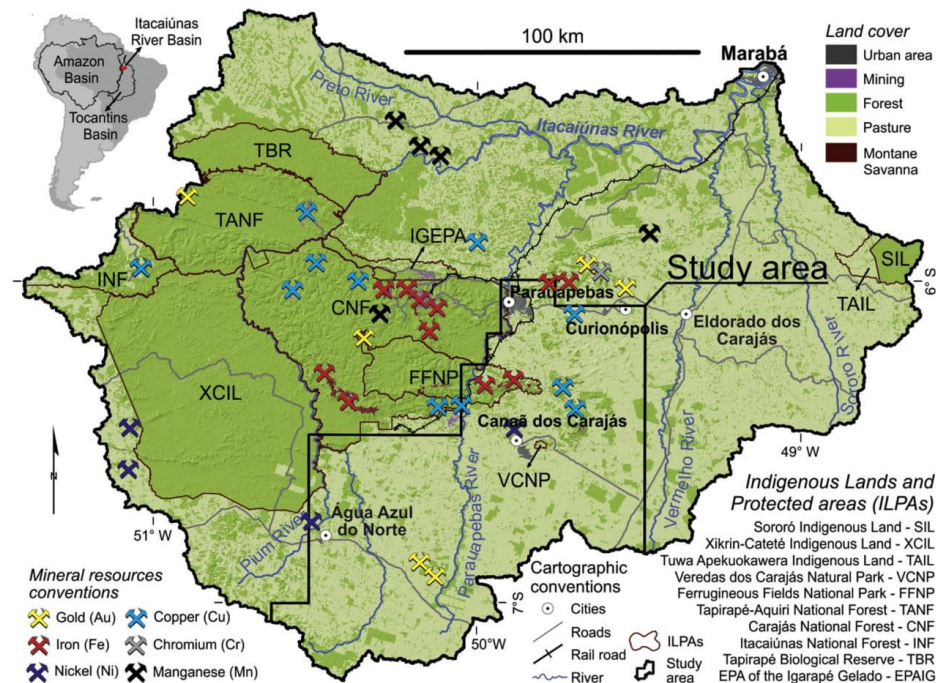 Itacaiúnas
River Basin
Amazon
Basin
Tocantins
Basin
100 km
Marabá
Land cover
Urban area
Mining
Forest
Pasture
Montane
Savanna
Preto River
Itacaiúnas River
TBR
TANF
IGEPA
INF
SIL
Study area
TAIL
6° S
Parauapebas
CNF
Curionópolis
Eldorado dos
Carajás
FFNP
XCIL
Sororo River
Canaã dos Carajás
49° W
N
VCNP
Vermelho River
Parauapebas River
51° W
Água Azul
do Norte
Pium River
7° S
50° W
Indigenous Lands and
Protected areas (ILPAs)
Sororó Indigenous Land - SIL
Xikrin-Cateté Indigenous Land - XCIL
Tuwa Apekuokawera Indigenous Land - TAIL
Veredas dos Carajás Natural Park - VCNP
Ferrugineous Fields National Park - FFNP
Tapirapé-Aquiri National Forest - TANF
Carajás National Forest - CNF
Itacaiúnas National Forest - INF
Tapirapé Biological Reserve - TBR
EPA of the Igarapé Gelado - EPAIG
Mineral resources
conventions
Gold (Au)
Copper (Cu)
Iron (Fe)
Chromium (Cr)
Nickel (Ni)
Manganese (Mn)
Cartographic
conventions
Cities
Roads
Rail road
River
ILPAs
Study
area